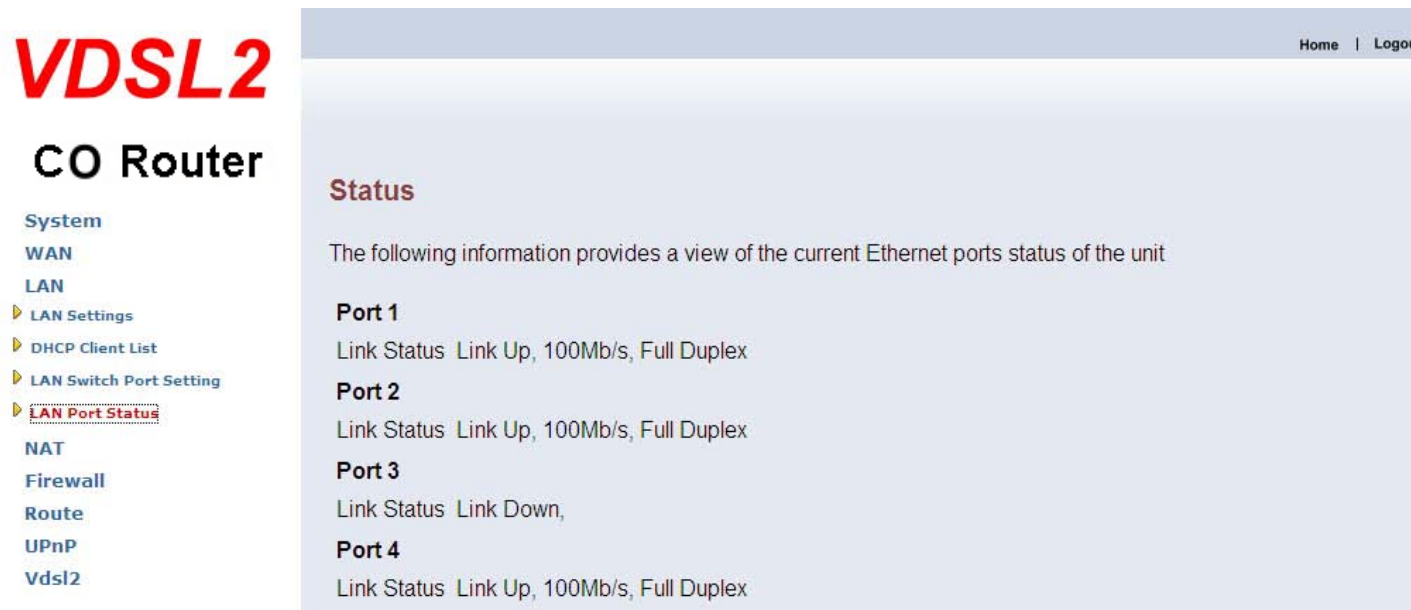 VDSL2
CO Router
System
WAN
LAN
LAN Settings
DHCP Client List
LAN Switch Port Setting
LAN Port Status
NAT
Firewall
Route
UPnP
Vdsl2
Home | Logou
Status
The following information provides a view of the current Ethernet ports status of the unit
Port 1
Link Status Link Up, 100Mb/s, Full Duplex
Port 2
Link Status Link Up, 100Mb/s, Full Duplex
Port 3
Link Status Link Down,
Port 4
Link Status Link Up, 100Mb/s, Full Duplex